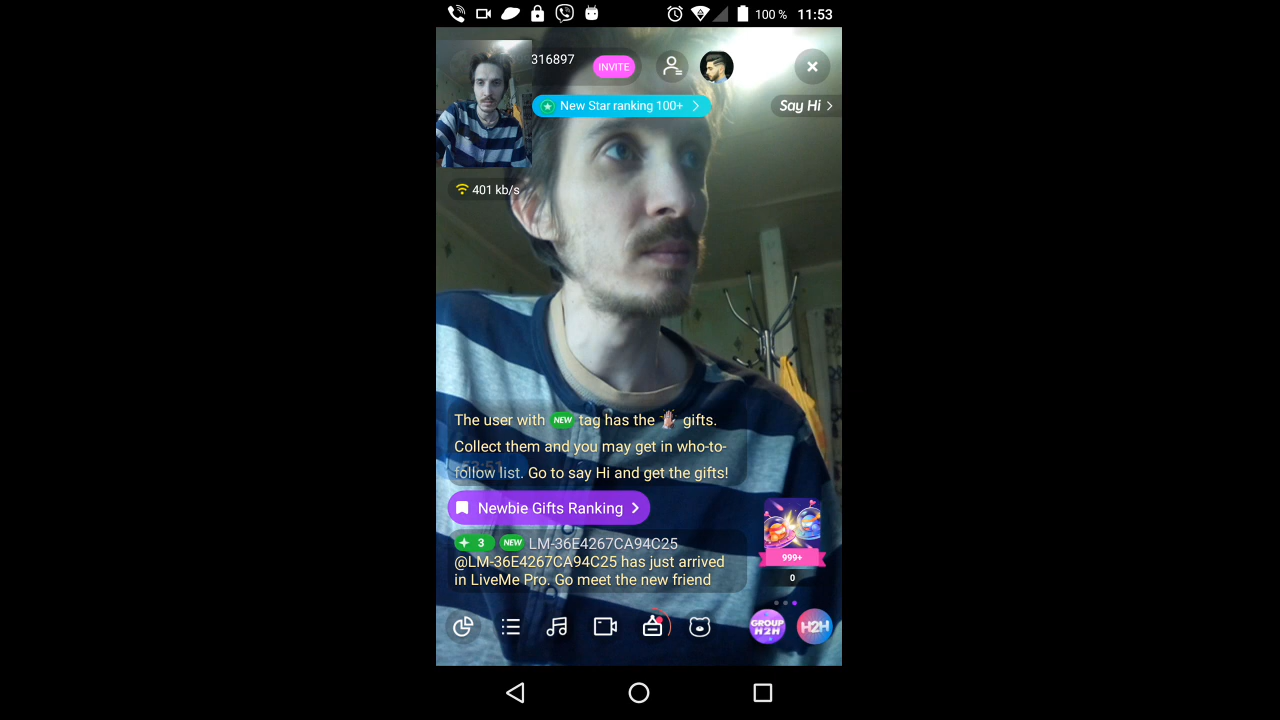 100 % 11:53
316897
INVITE
New Star ranking 100+
Say Hi
401 kb/s
The user with NEW tag has the gifts.
Collect them and you may get in who-to-
follow list. Go to say Hi and get the gifts!
Newbie Gifts Ranking
3 NEW LM-36E4267CA94C25
@LM-36E4267CA94C25 has just arrived
in LiveMe Pro. Go meet the new friend
999+
0
GROUP
H2H
H2H